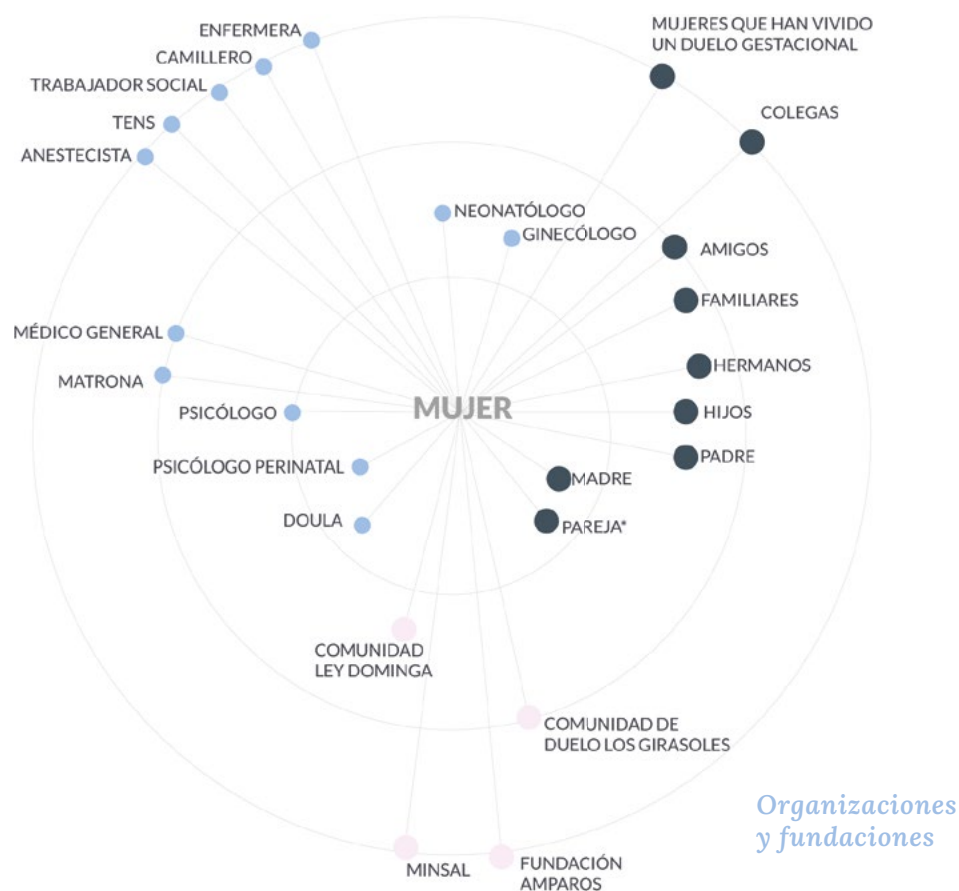 MUJERES QUE HAN VIVIDO
UN DUELO GESTACIONAL
ENFERMERA
CAMILLERO
TRABAJADOR SOCIAL
TENS
ANESTECISTA
COLEGAS
NEONATÓLOGO
GINECÓLOGO
AMIGOS
FAMILIARES
MÉDICO GENERAL
HERMANOS
MATRONA
PSICÓLOGO
MUJER
HIJOS
PADRE
PSICÓLOGO PERINATAL
MADRE
DOULA
PAREJA*
COMUNIDAD
LEY DOMINGA
COMUNIDAD DE
DUELO LOS GIRASOLES
Organizaciones
y fundaciones
MINSAL
FUNDACIÓN
AMPAROS